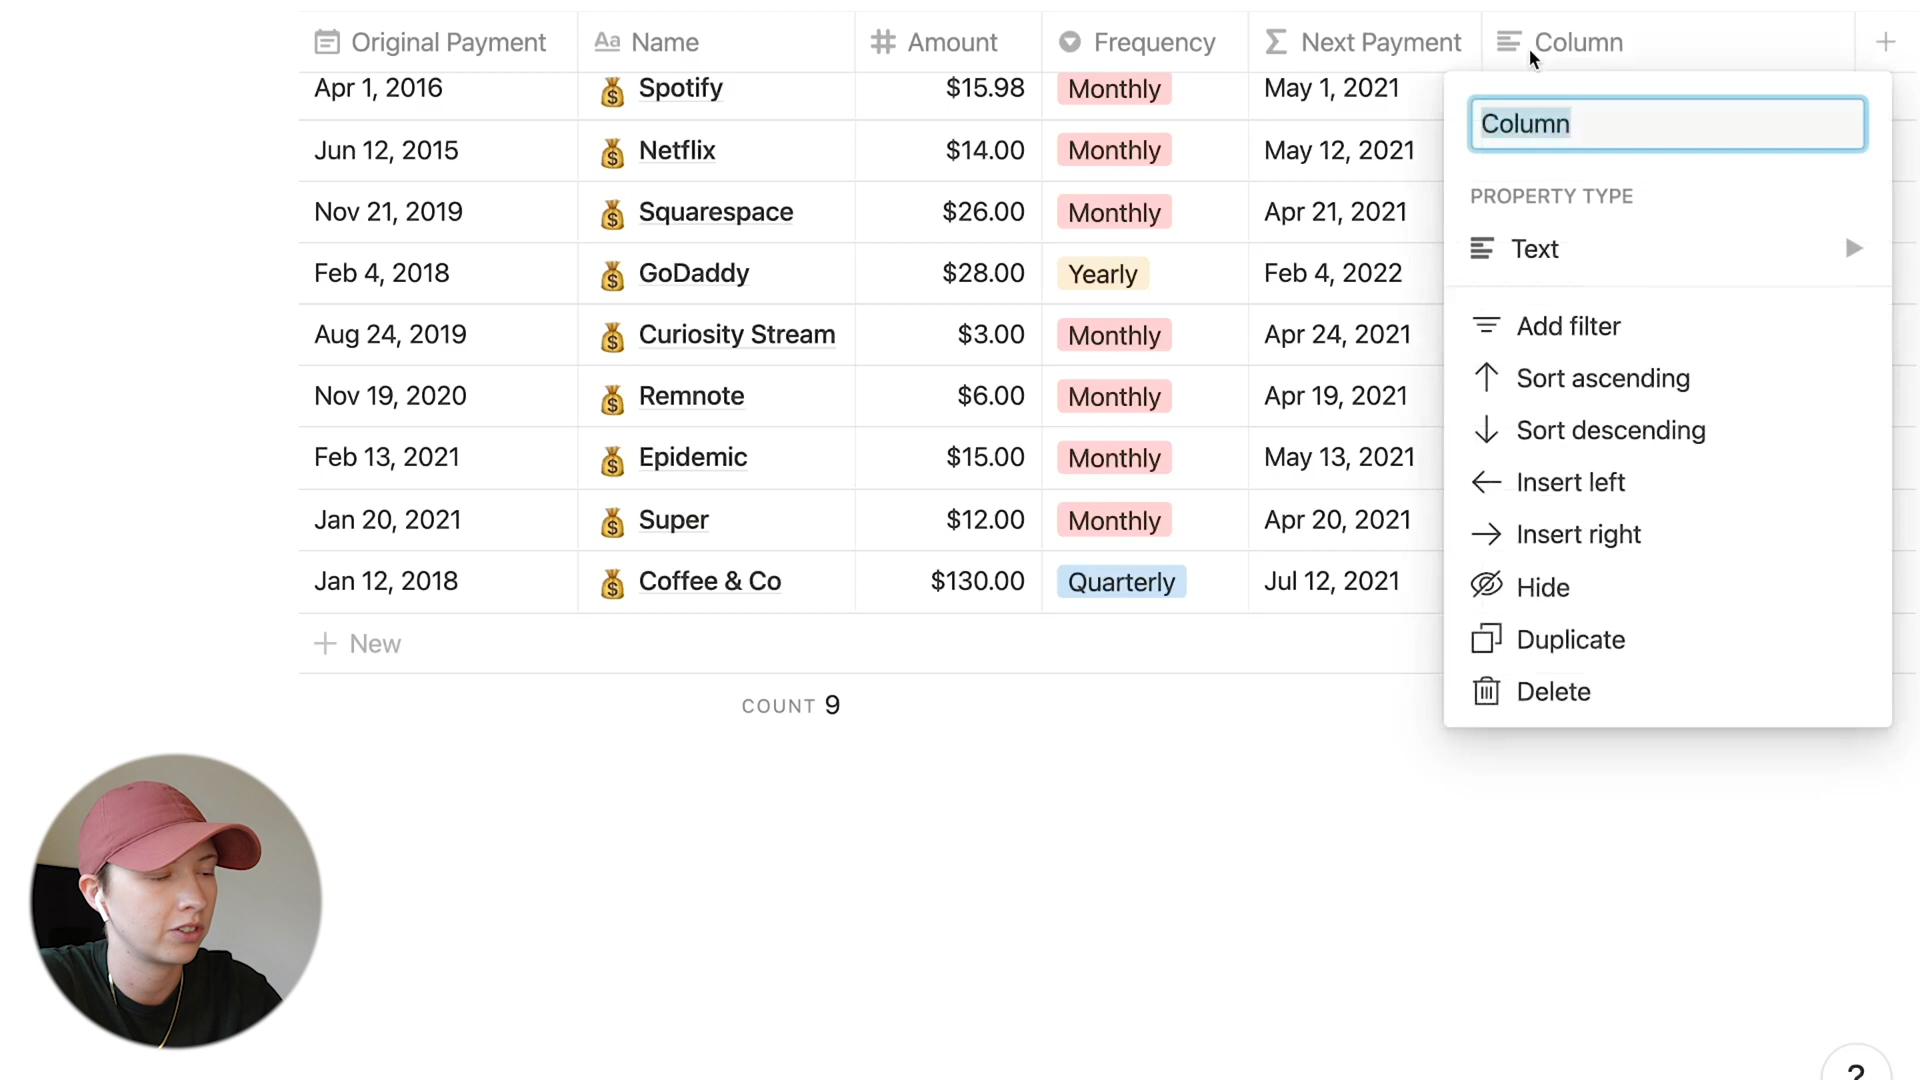 Original Payment Aa Name Amount Frequency Next Payment Column
Apr 1, 2016 Spotify $15.98 Monthly May 1, 2021
Column
Jun 12, 2015 Netflix $14.00 Monthly May 12, 2021
PROPERTY TYPE
Nov 21, 2019 Squarespace $26.00 Monthly Apr 21, 2021
Text
Feb 4, 2018 GoDaddy $28.00 Yearly Feb 4, 2022
Add filter
Aug 24, 2019 Curiosity Stream $3.00 Monthly Apr 24, 2021
Sort ascending
Nov 19, 2020 Remnote $6.00 Monthly Apr 19, 2021
Sort descending
Feb 13, 2021 Epidemic $15.00 Monthly May 13, 2021
Insert left
Jan 20, 2021 Super $12.00 Monthly Apr 20, 2021
Insert right
Jan 12, 2018 Coffee & Co $130.00 Quarterly Jul 12, 2021
Hide
+ New
Duplicate
Delete
COUNT 9
?